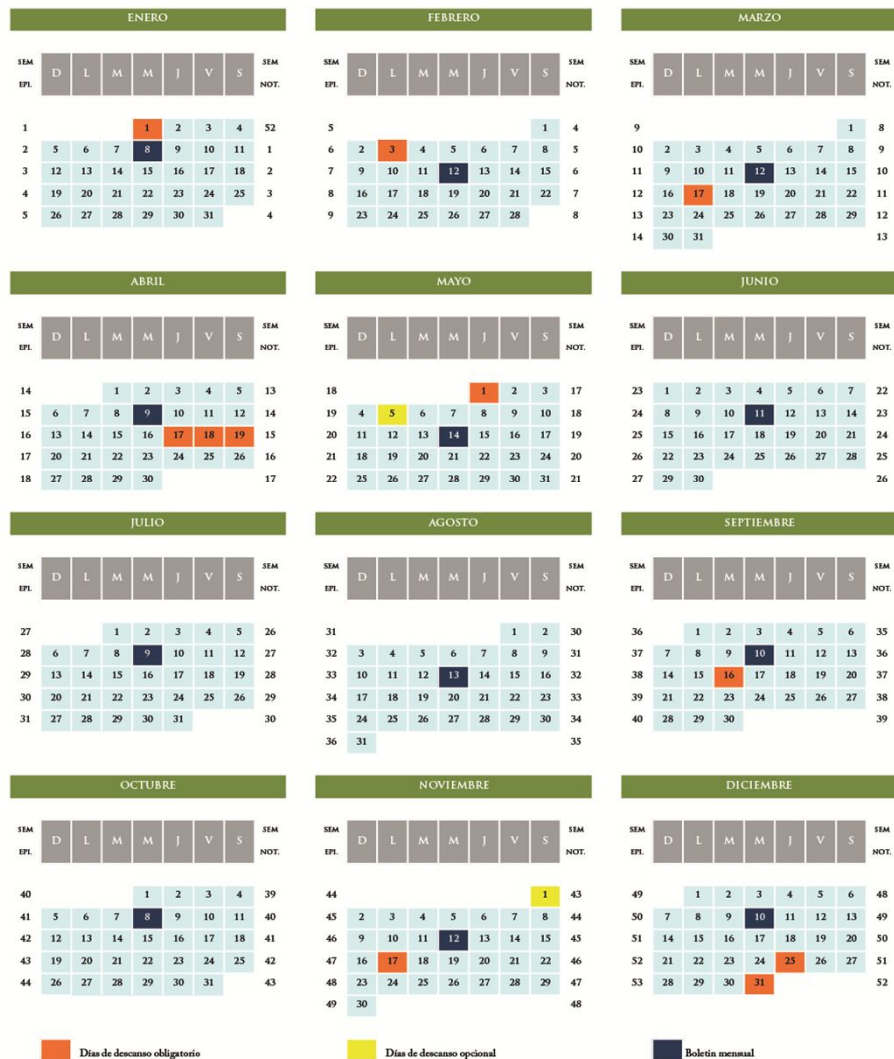 ENERO FEBRERO MARZO
SEM SEM SEM SEM SEM SEM
D L M M J V S D L M M J V S D L M M J V S
EPI. NOT. EPI. NOT. EPI. NOT.
1 1 2 3 4 52 5 1 4 9 1 8
2 5 6 7 8 9 10 11 1 6 2 3 4 5 6 7 8 5 10 2 3 4 5 6 7 8 9
3 12 13 14 15 16 17 18 2 7 9 10 11 12 13 14 15 6 11 9 10 11 12 13 14 15 10
4 19 20 21 22 23 24 25 3 8 16 17 18 19 20 21 22 7 12 16 17 18 19 20 21 22 11
5 26 27 28 29 30 31 4 9 23 24 25 26 27 28 8 13 23 24 25 26 27 28 29 12
14 30 31 13
ABRIL MAYO JUNIO
SEM SEM SEM SEM SEM SEM
D L M M J V S D L M M J V S D L M M J V S
EPI. NOT. EPI. NOT. EPI. NOT.
14 1 2 3 4 5 13 18 1 2 3 17 23 1 2 3 4 5 6 7 22
15 6 7 8 9 10 11 12 14 19 4 5 6 7 8 9 10 18 24 8 9 10 11 12 13 14 23
16 13 14 15 16 17 18 19 15 20 11 12 13 14 15 16 17 19 25 15 16 17 18 19 20 21 24
17 20 21 22 23 24 25 26 16 21 18 19 20 21 22 23 24 20 26 22 23 24 25 26 27 28 25
18 27 28 29 30 17 22 25 26 27 28 29 30 31 21 27 29 30 26
JULIO AGOSTO SEPTIEMBRE
SEM SEM SEM SEM SEM SEM
D L M M J V S D L M M J V S D L M M J V S
EPI. NOT. EPI. NOT. EPI. NOT.
27 1 2 3 4 5 26 31 1 2 30 36 1 2 3 4 5 6 35
28 6 7 8 9 10 11 12 27 32 3 4 5 6 7 8 9 31 37 7 8 9 10 11 12 13 36
29 13 14 15 16 17 18 19 28 33 10 11 12 13 14 15 16 32 38 14 15 16 17 18 19 20 37
30 20 21 22 23 24 25 26 29 34 17 18 19 20 21 22 23 33 39 21 22 23 24 25 26 27 38
31 27 28 29 30 31 30 35 24 25 26 27 28 29 30 34 40 28 29 30 39
36 31 35
OCTUBRE NOVIEMBRE DICIEMBRE
SEM SEM SEM SEM SEM SEM
D L M M J V S D L M M J V S D L M M J V S
EPI. NOT. EPI. NOT. EPI. NOT.
40 1 2 3 4 39 44 1 43 49 1 2 3 4 5 6 48
41 5 6 7 8 9 10 11 40 45 2 3 4 5 6 7 8 44 50 7 8 9 10 11 12 13 49
42 12 13 14 15 16 17 18 41 46 9 10 11 12 13 14 15 45 51 14 15 16 17 18 19 20 50
43 19 20 21 22 23 24 25 42 47 16 17 18 19 20 21 22 46 52 21 22 23 24 25 26 27 51
44 26 27 28 29 30 31 43 48 23 24 25 26 27 28 29 47 53 28 29 30 31 52
49 30 48
Días de descanso obligatorio Días de descanso opcional Boletin mensual